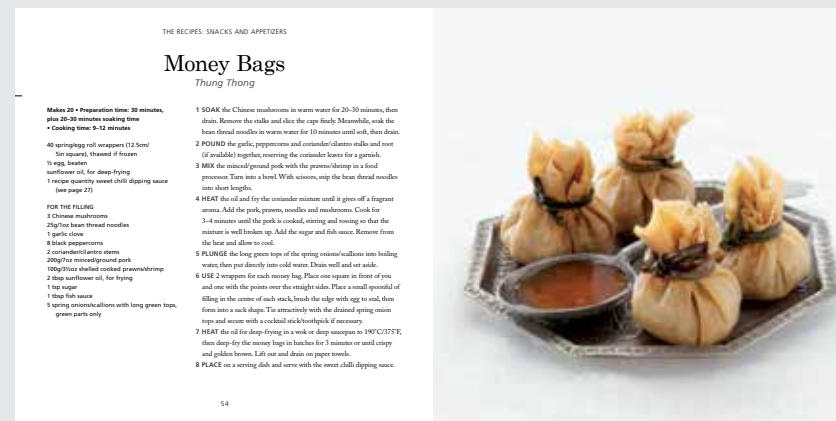 THE RECIPES: SNACKS AND APPETIZERS
Money Bags
Thung Thong
Makes 20 • Preparation time: 30 minutes,
plus 20–30 minutes soaking time
• Cooking time: 9–12 minutes
40 spring/egg roll wrappers (12.5cm/
5in square), thawed if frozen
½ egg, beaten
sunflower oil, for deep-frying
1 recipe quantity sweet chilli dipping sauce
(see page 27)
FOR THE FILLING
3 Chinese mushrooms
25g/1oz bean thread noodles
1 garlic clove
8 black peppercorns
2 coriander/cilantro stems
200g/7oz minced/ground pork
100g/3½oz shelled cooked prawns/shrimp
2 tbsp sunflower oil, for frying
1 tsp sugar
1 tbsp fish sauce
5 spring onions/scallions with long green tops,
green parts only
1 SOAK the Chinese mushrooms in warm water for 20–30 minutes, then
drain. Remove the stalks and slice the caps finely. Meanwhile, soak the
bean thread noodles in warm water for 10 minutes until soft, then drain.
2 POUND the garlic, peppercorns and coriander/cilantro stalks and root
(if available) together, reserving the coriander leaves for a garnish.
3 MIX the minced/ground pork with the prawns/shrimp in a food
processor. Turn into a bowl. With scissors, snip the bean thread noodles
into short lengths.
4 HEAT the oil and fry the coriander mixture until it gives off a fragrant
aroma. Add the pork, prawns, noodles and mushrooms. Cook for
3–4 minutes until the pork is cooked, stirring and tossing so that the
mixture is well broken up. Add the sugar and fish sauce. Remove from
the heat and allow to cool.
5 PLUNGE the long green tops of the spring onions/scallions into boiling
water, then put directly into cold water. Drain well and set aside.
6 USE 2 wrappers for each money bag. Place one square in front of you
and one with the points over the straight sides. Place a small spoonful of
filling in the centre of each stack, brush the edge with egg to seal, then
form into a sack shape. Tie attractively with the drained spring onion
tops and secure with a cocktail stick/toothpick if necessary.
7 HEAT the oil for deep-frying in a wok or deep saucepan to 190°C/375°F,
then deep-fry the money bags in batches for 3 minutes or until crispy
and golden brown. Lift out and drain on paper towels.
8 PLACE on a serving dish and serve with the sweet chilli dipping sauce.
54